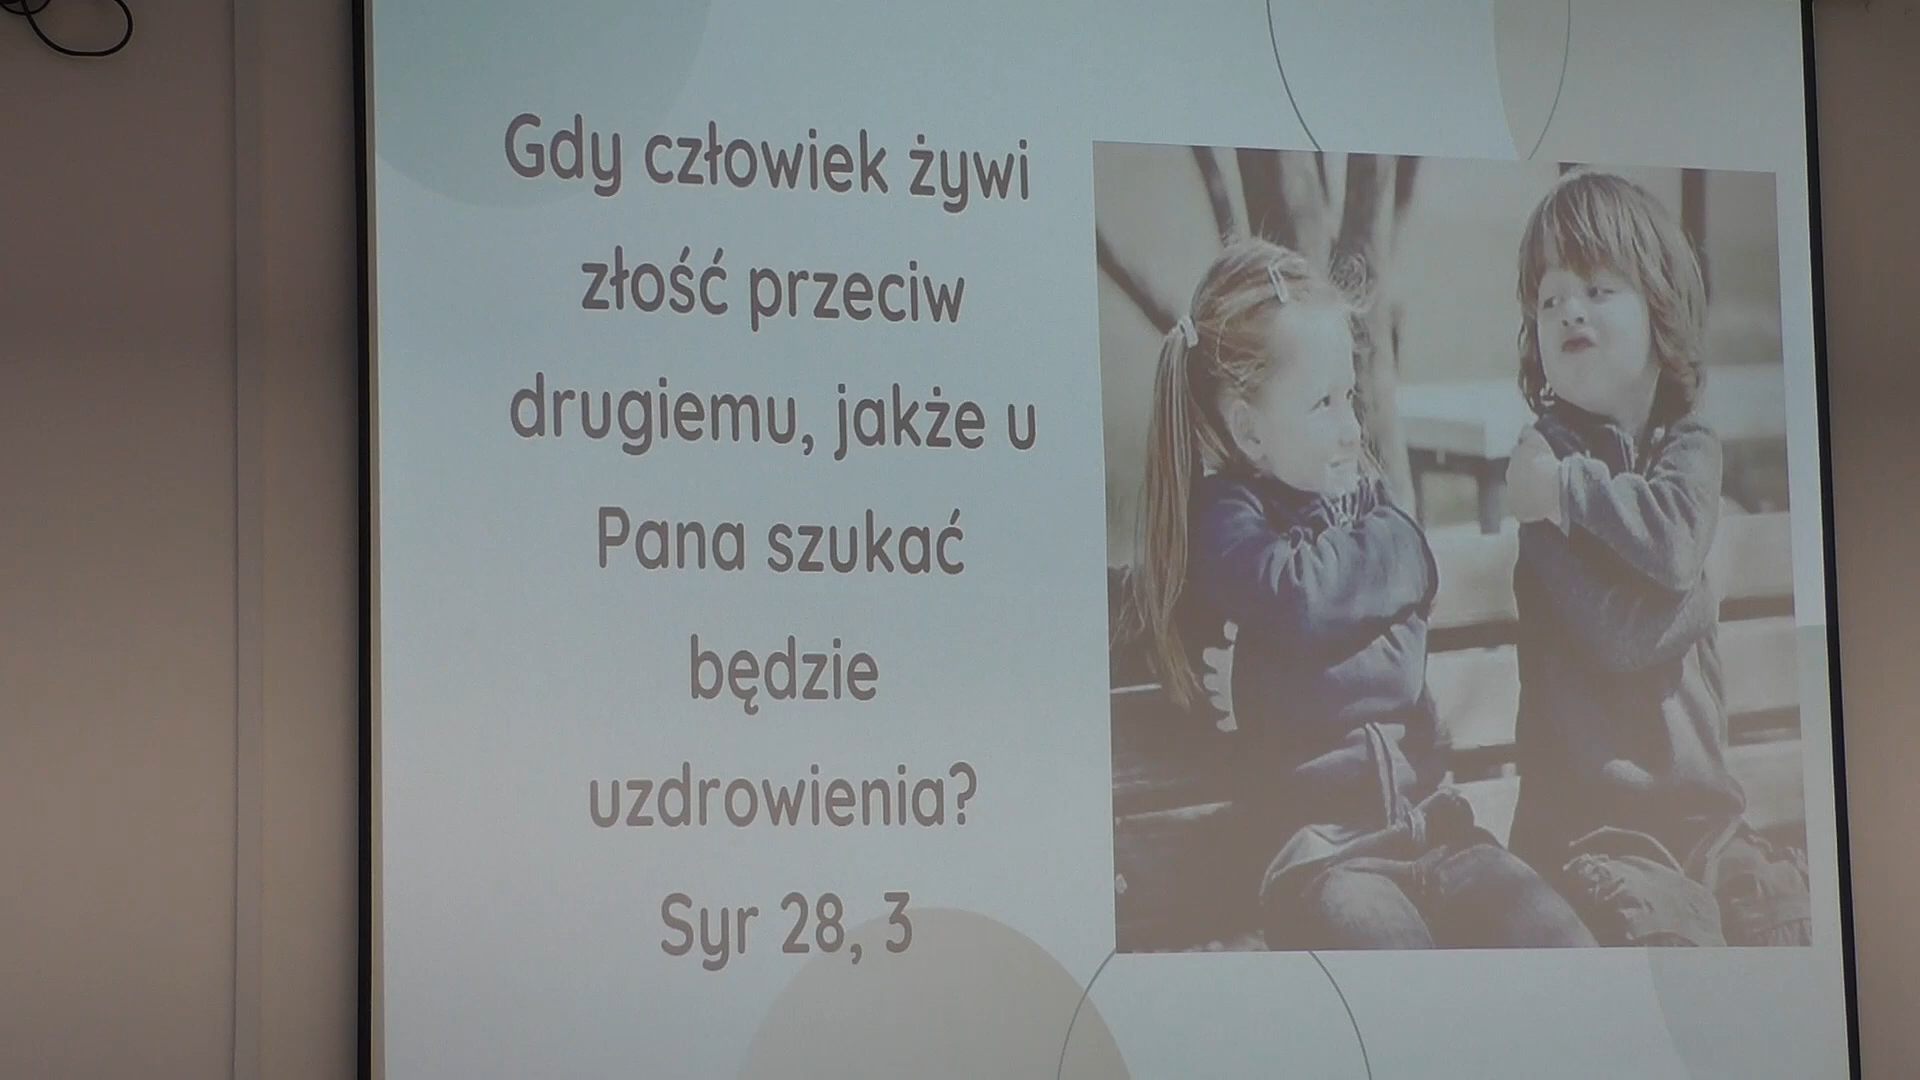 Gdy człowiek żywi
złość przeciw
drugiemu, jakże u
Pana szukać
będzie
uzdrowienia?
Syr 28, 3